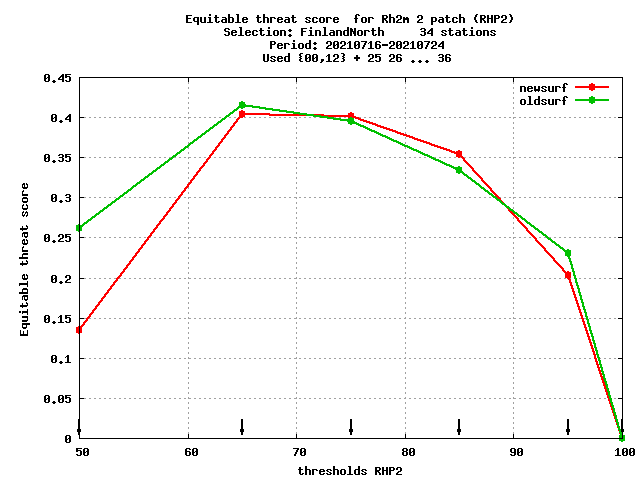 Equitable threat score  for Rh2m 2 patch (RHP2)
Selection: FinlandNorth     34 stations
Period: 20210716-20210724
Used {00,12} + 25 26 ... 36
newsurf
oldsurf
Equitable threat score
0.45
0.4
0.35
0.3
0.25
0.2
0.15
0.1
0.05
0
50 60 70 80 90 100
thresholds RHP2